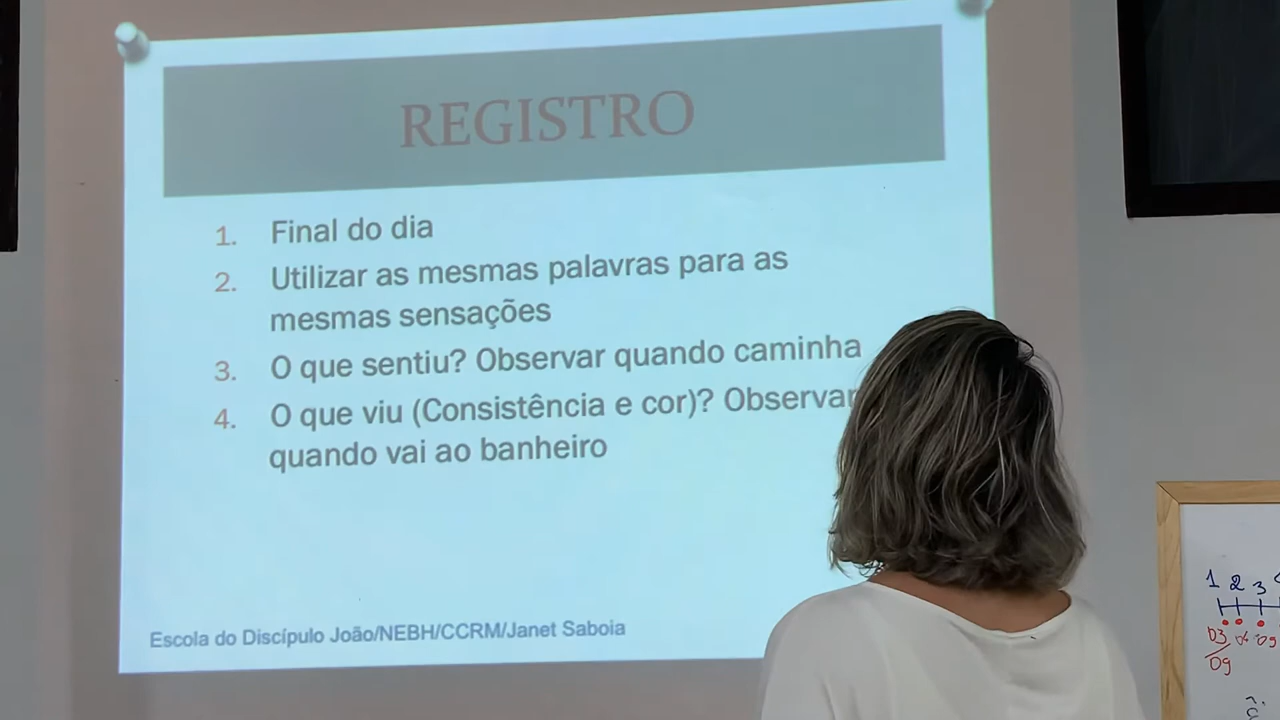 REGISTRO
1. Final do dia
2. Utilizar as mesmas palavras para as
mesmas sensações
3. O que sentiu? Observar quando caminha
4. O que viu (Consistência e cor)? Observar
quando vai ao banheiro
Escola do Discípulo João/NEBH/CCRM/Janet Saboia
1 2 3
03
09